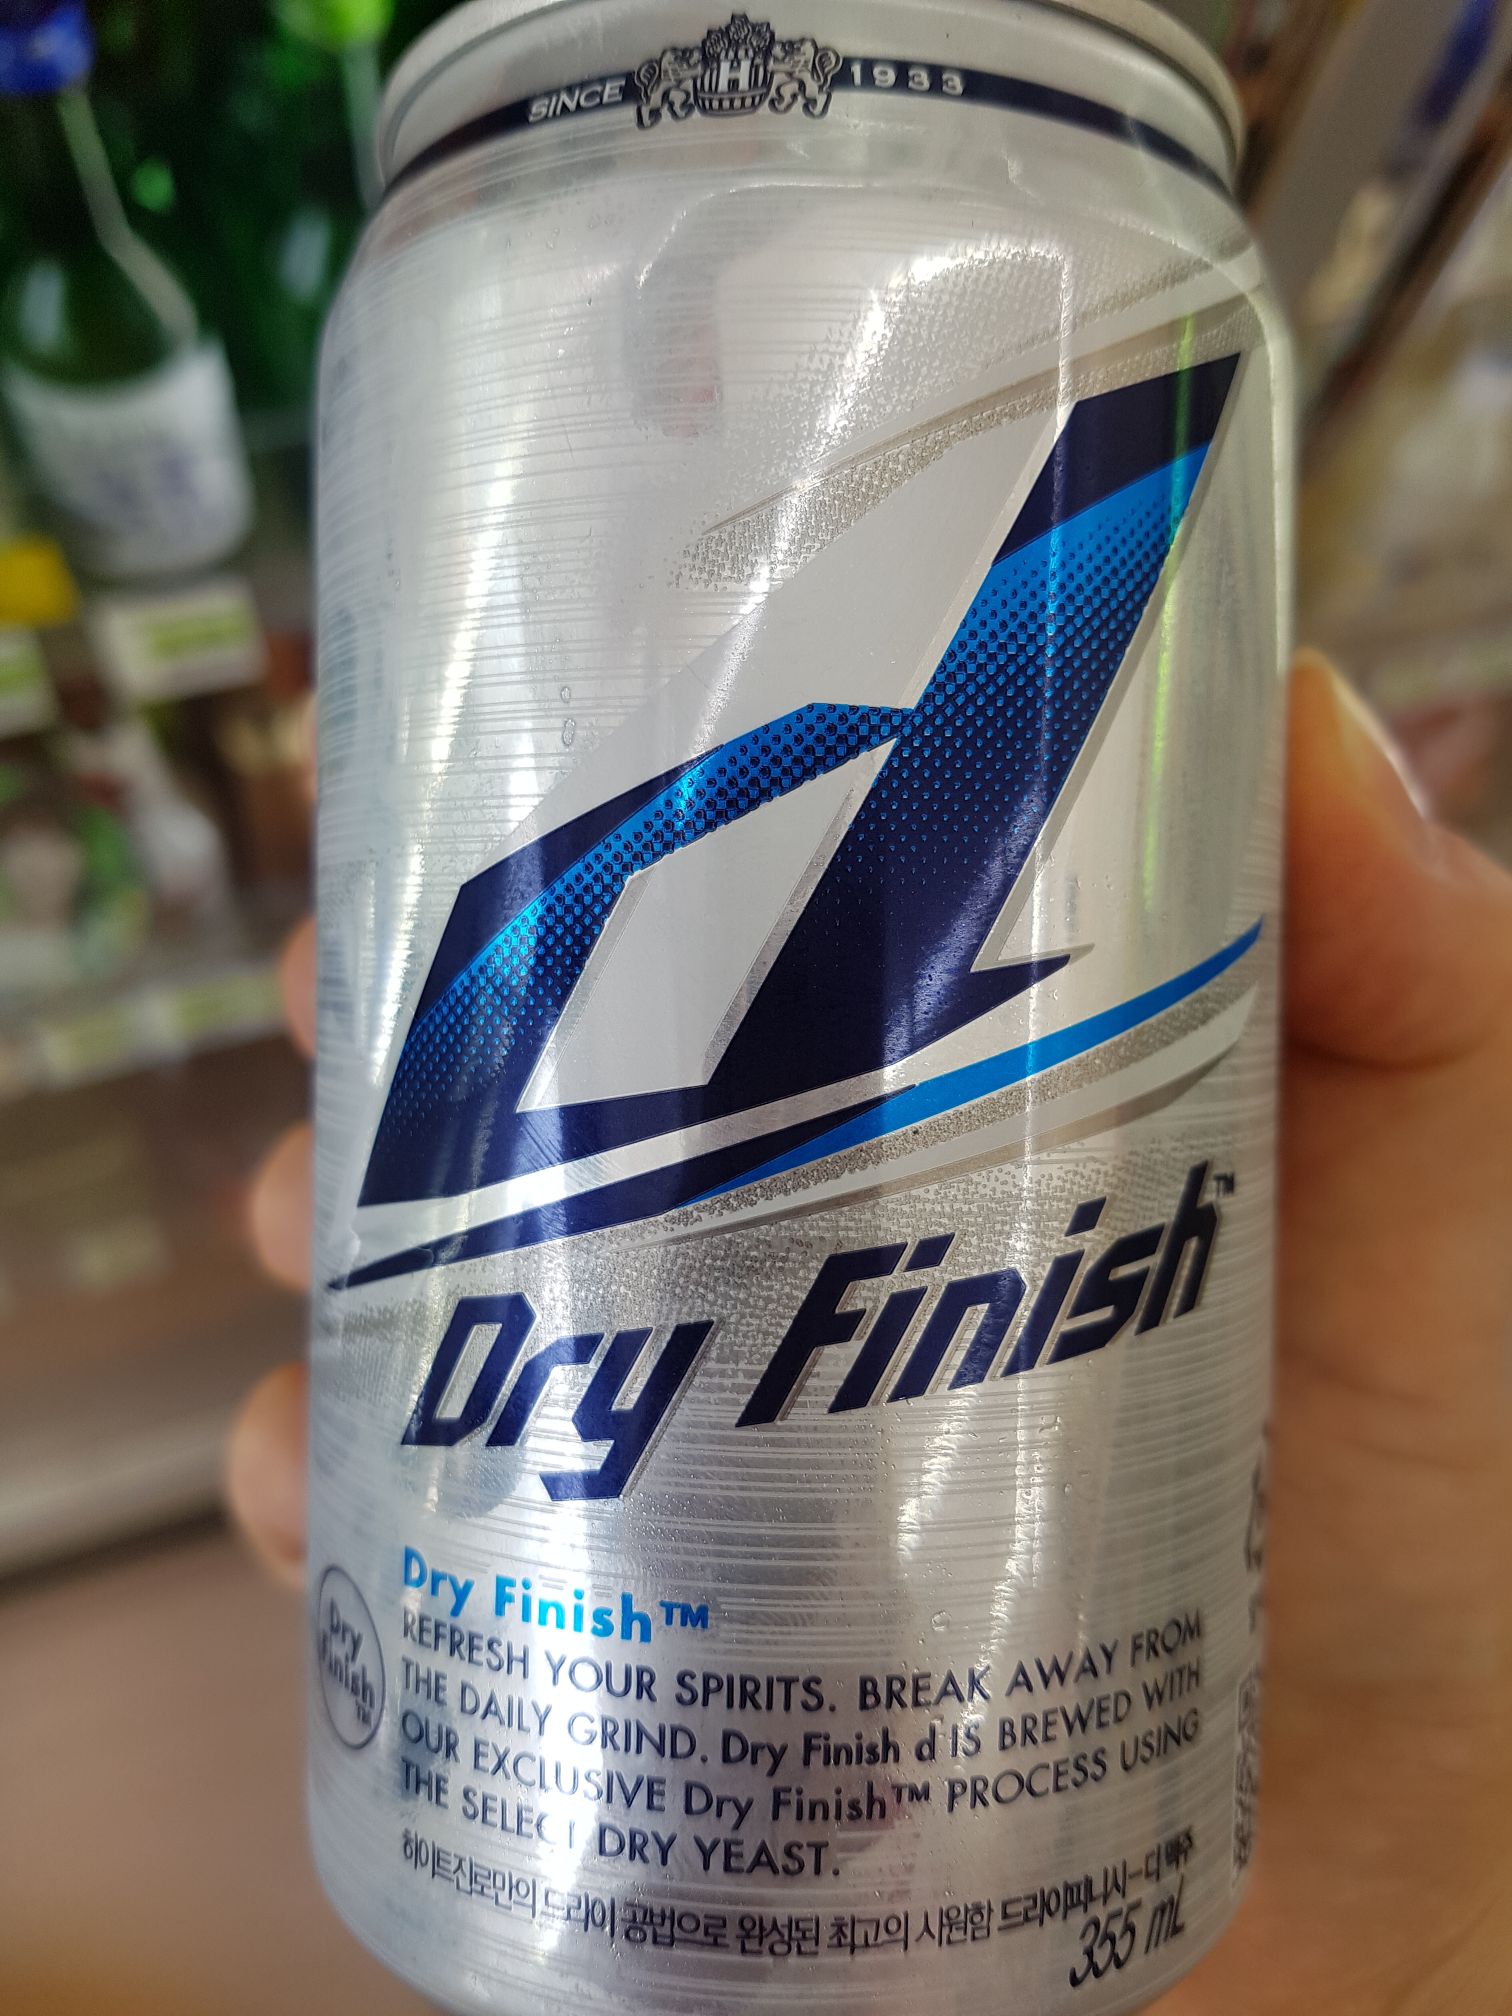 SINCE H 1933
d
Dry Finish™
Dry Finish™
Dry
Finish
™
REFRESH YOUR SPIRITS. BREAK AWAY FROM
THE DAILY GRIND. Dry Finish d IS BREWED WITH
OUR EXCLUSIVE Dry Finish™ PROCESS USING
THE SELECT DRY YEAST.
하이트진로만의 드라이 공법으로 완성된 최고의 시원함 드라이피니시-디 맥주
355 mL